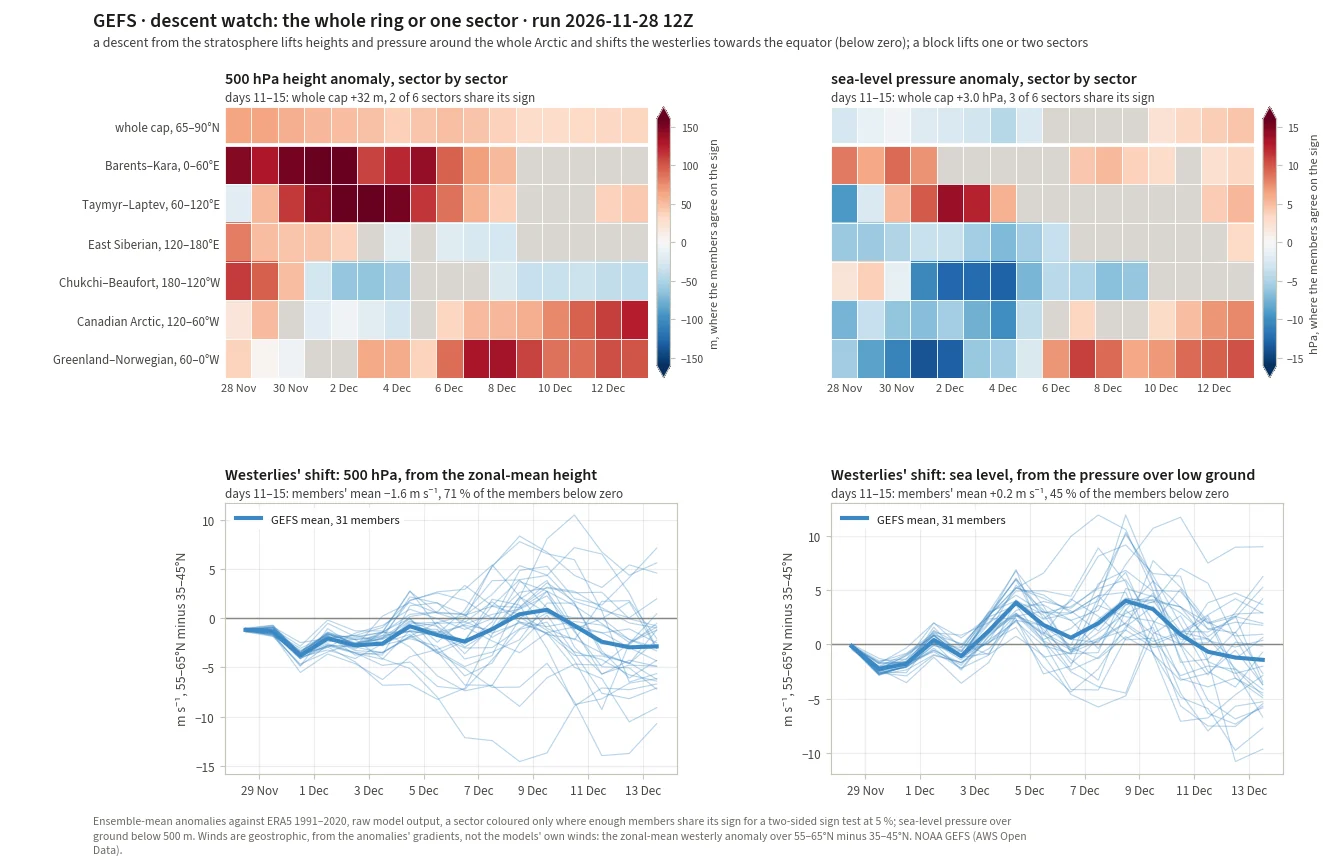 GEFS · descent watch: the whole ring or one sector · run 2026-11-28 12Z
a descent from the stratosphere lifts heights and pressure around the whole Arctic and shifts the westerlies towards the equator (below zero); a block lifts one or two sectors
500 hPa height anomaly, sector by sector
days 11–15: whole cap +32 m, 2 of 6 sectors share its sign
whole cap, 65–90°N
Barents–Kara, 0–60°E
Taymyr–Laptev, 60–120°E
East Siberian, 120–180°E
Chukchi–Beaufort, 180–120°W
Canadian Arctic, 120–60°W
Greenland–Norwegian, 60–0°W
28 Nov 30 Nov 2 Dec 4 Dec 6 Dec 8 Dec 10 Dec 12 Dec
150
100
50
0
−50
−100
−150
m, where the members agree on the sign
sea-level pressure anomaly, sector by sector
days 11–15: whole cap +3.0 hPa, 3 of 6 sectors share its sign
28 Nov 30 Nov 2 Dec 4 Dec 6 Dec 8 Dec 10 Dec 12 Dec
15
10
5
0
−5
−10
−15
hPa, where the members agree on the sign
Westerlies' shift: 500 hPa, from the zonal-mean height
days 11–15: members' mean −1.6 m s⁻¹, 71 % of the members below zero
GEFS mean, 31 members
m s⁻¹, 55–65°N minus 35–45°N
10
5
0
−5
−10
−15
29 Nov 1 Dec 3 Dec 5 Dec 7 Dec 9 Dec 11 Dec 13 Dec
Westerlies' shift: sea level, from the pressure over low ground
days 11–15: members' mean +0.2 m s⁻¹, 45 % of the members below zero
GEFS mean, 31 members
m s⁻¹, 55–65°N minus 35–45°N
10
5
0
−5
−10
29 Nov 1 Dec 3 Dec 5 Dec 7 Dec 9 Dec 11 Dec 13 Dec
Ensemble-mean anomalies against ERA5 1991–2020, raw model output, a sector coloured only where enough members share its sign for a two-sided sign test at 5 %; sea-level pressure over
ground below 500 m. Winds are geostrophic, from the anomalies' gradients, not the models' own winds: the zonal-mean westerly anomaly over 55–65°N minus 35–45°N. NOAA GEFS (AWS Open
Data).